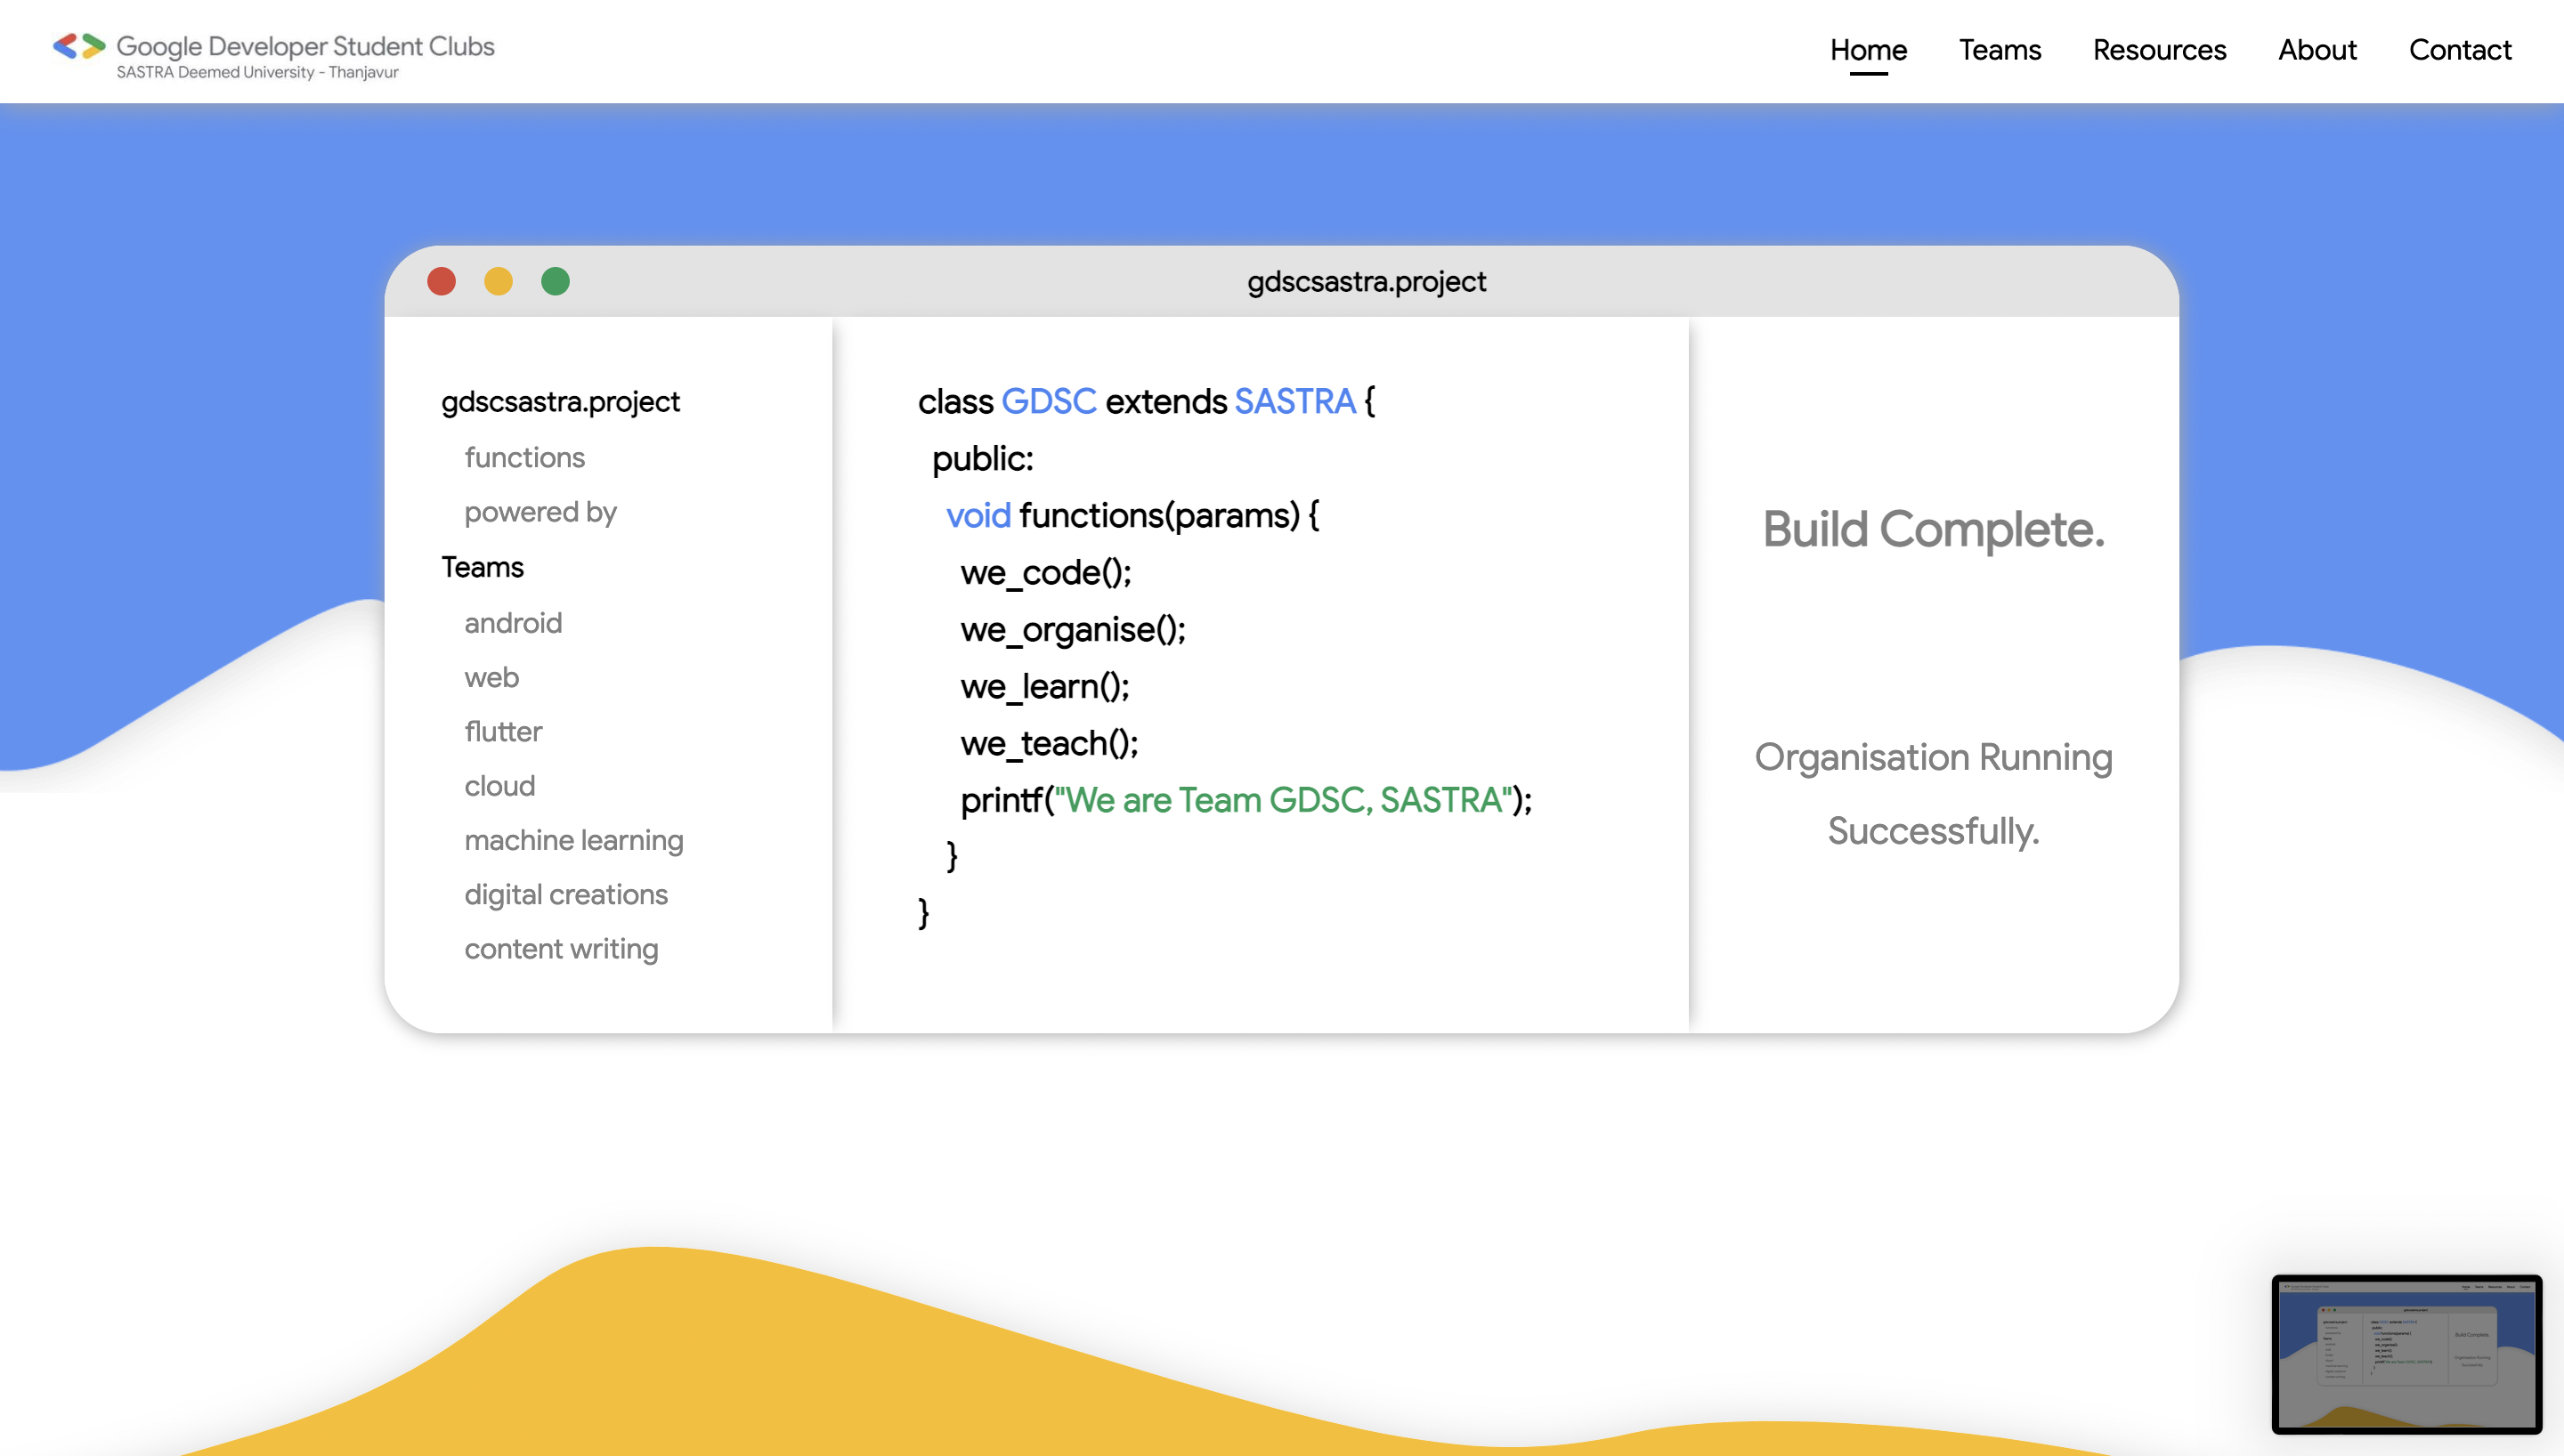 Google Developer Student Clubs
SASTRA Deemed University - Thanjavur
Home Teams Resources About Contact
gdscsastra.project
gdscsastra.project
functions
powered by
Teams
android
web
flutter
cloud
machine learning
digital creations
content writing
class GDSC extends SASTRA {
public:
void functions(params) {
we_code();
we_organise();
we_learn();
we_teach();
printf("We are Team GDSC, SASTRA");
}
}
Build Complete.
Organisation Running
Successfully.